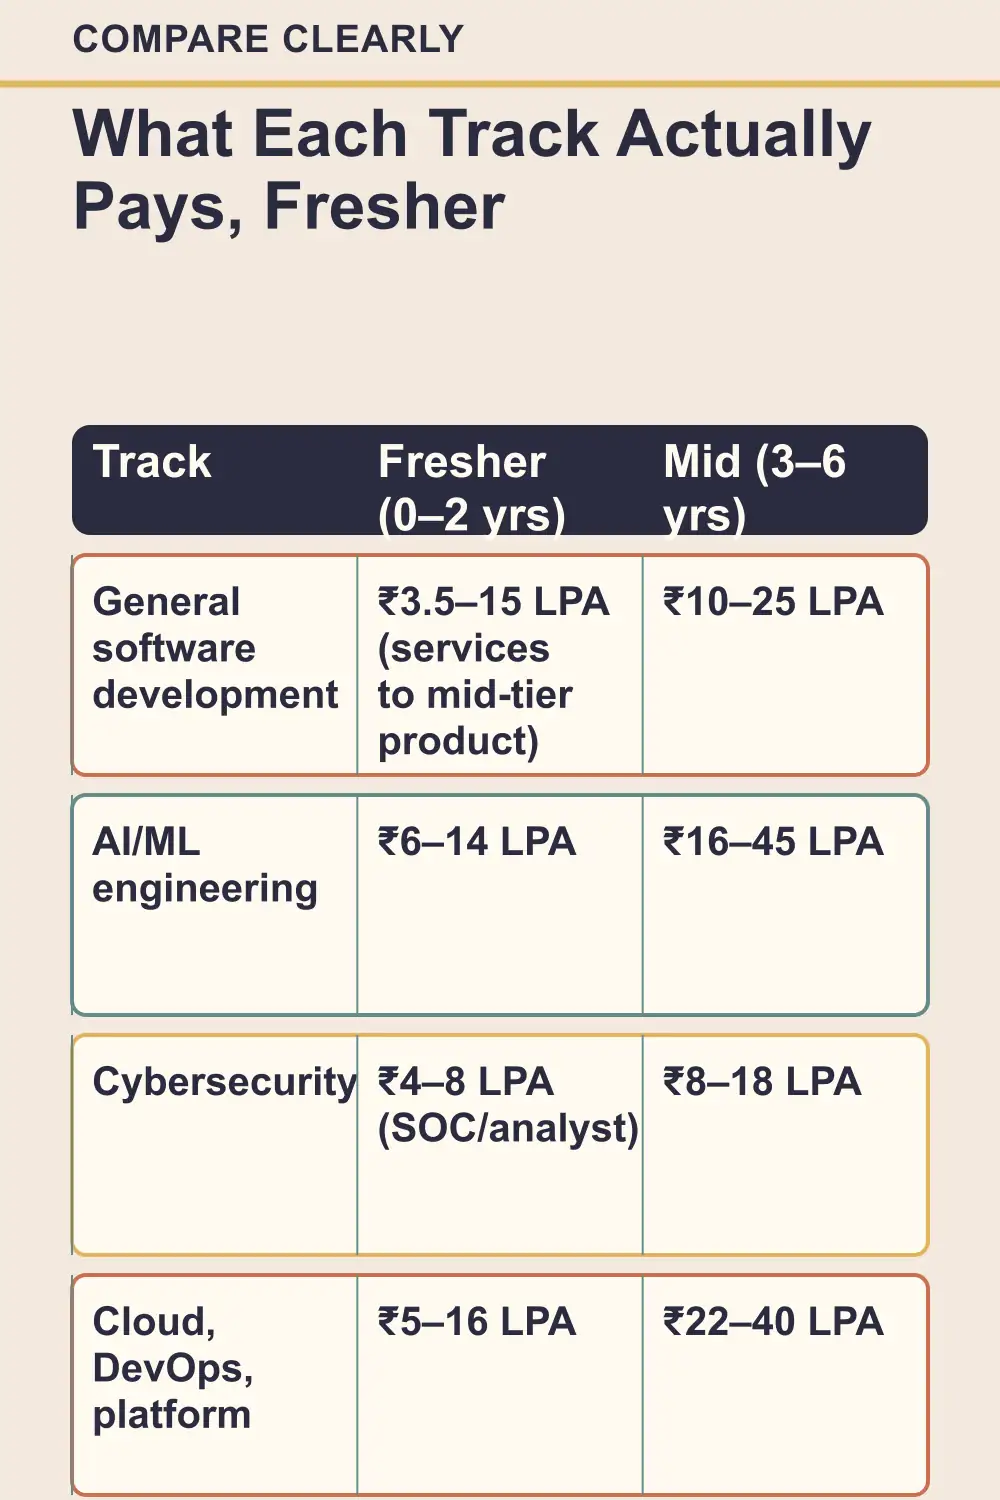 COMPARE CLEARLY
What Each Track Actually
Pays, Fresher
Track
Fresher
(0–2 yrs)
Mid (3–6
yrs)
General
software
development
₹3.5–15 LPA
(services
to mid-tier
product)
₹10–25 LPA
AI/ML
engineering
₹6–14 LPA
₹16–45 LPA
Cybersecurity
₹4–8 LPA
(SOC/analyst)
₹8–18 LPA
Cloud,
DevOps,
platform
₹5–16 LPA
₹22–40 LPA